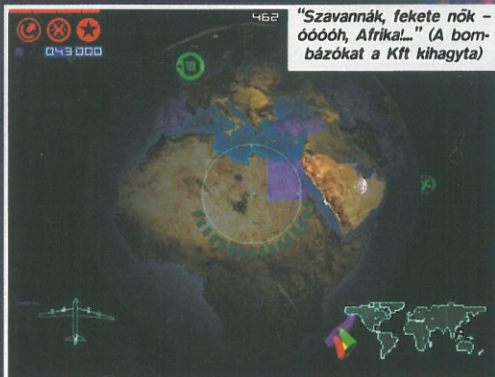 462
043000
"Szavannák, fekete nők –
óóóóh, Afrika!..." (A bom-
bázókat a Kft kihagyta)